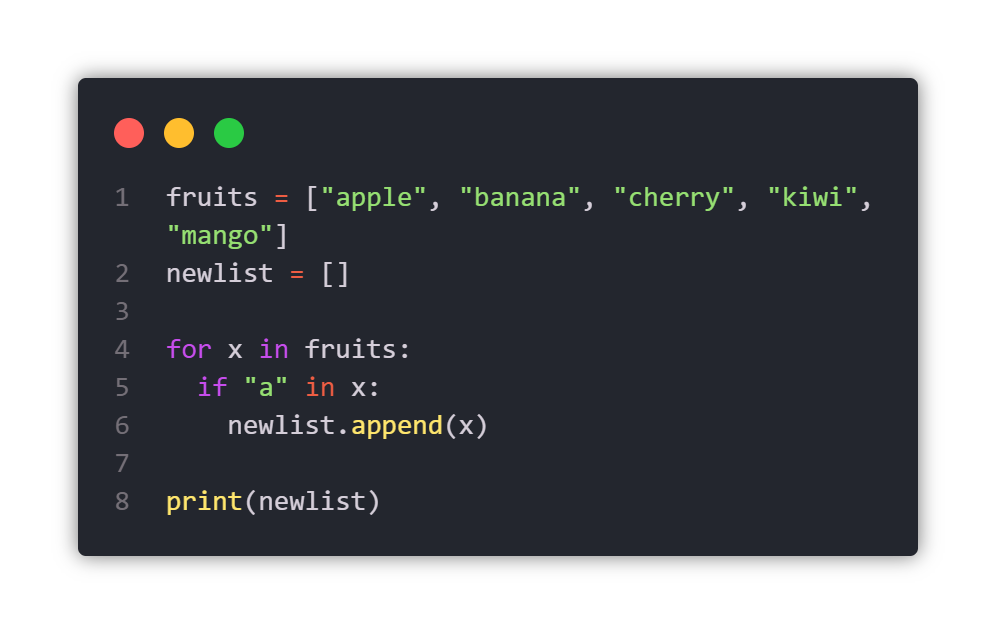 1 fruits = ["apple", "banana", "cherry", "kiwi",
"mango"]
2 newlist = []
3
4 for x in fruits:
5   if "a" in x:
6     newlist.append(x)
7
8 print(newlist)